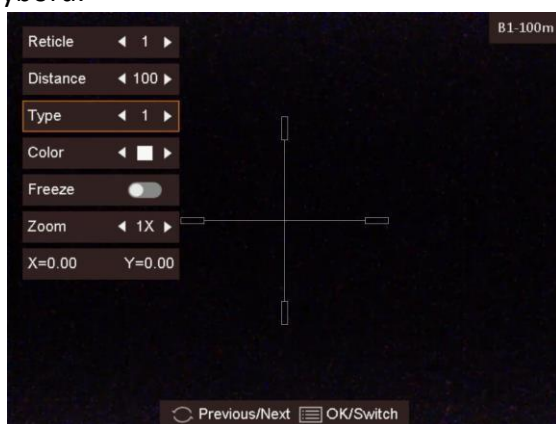 B1-100m
Reticle 1
Distance 100
Type 1
Color
Freeze
Zoom 1X
X=0.00 Y=0.00
Previous/Next OK/Switch